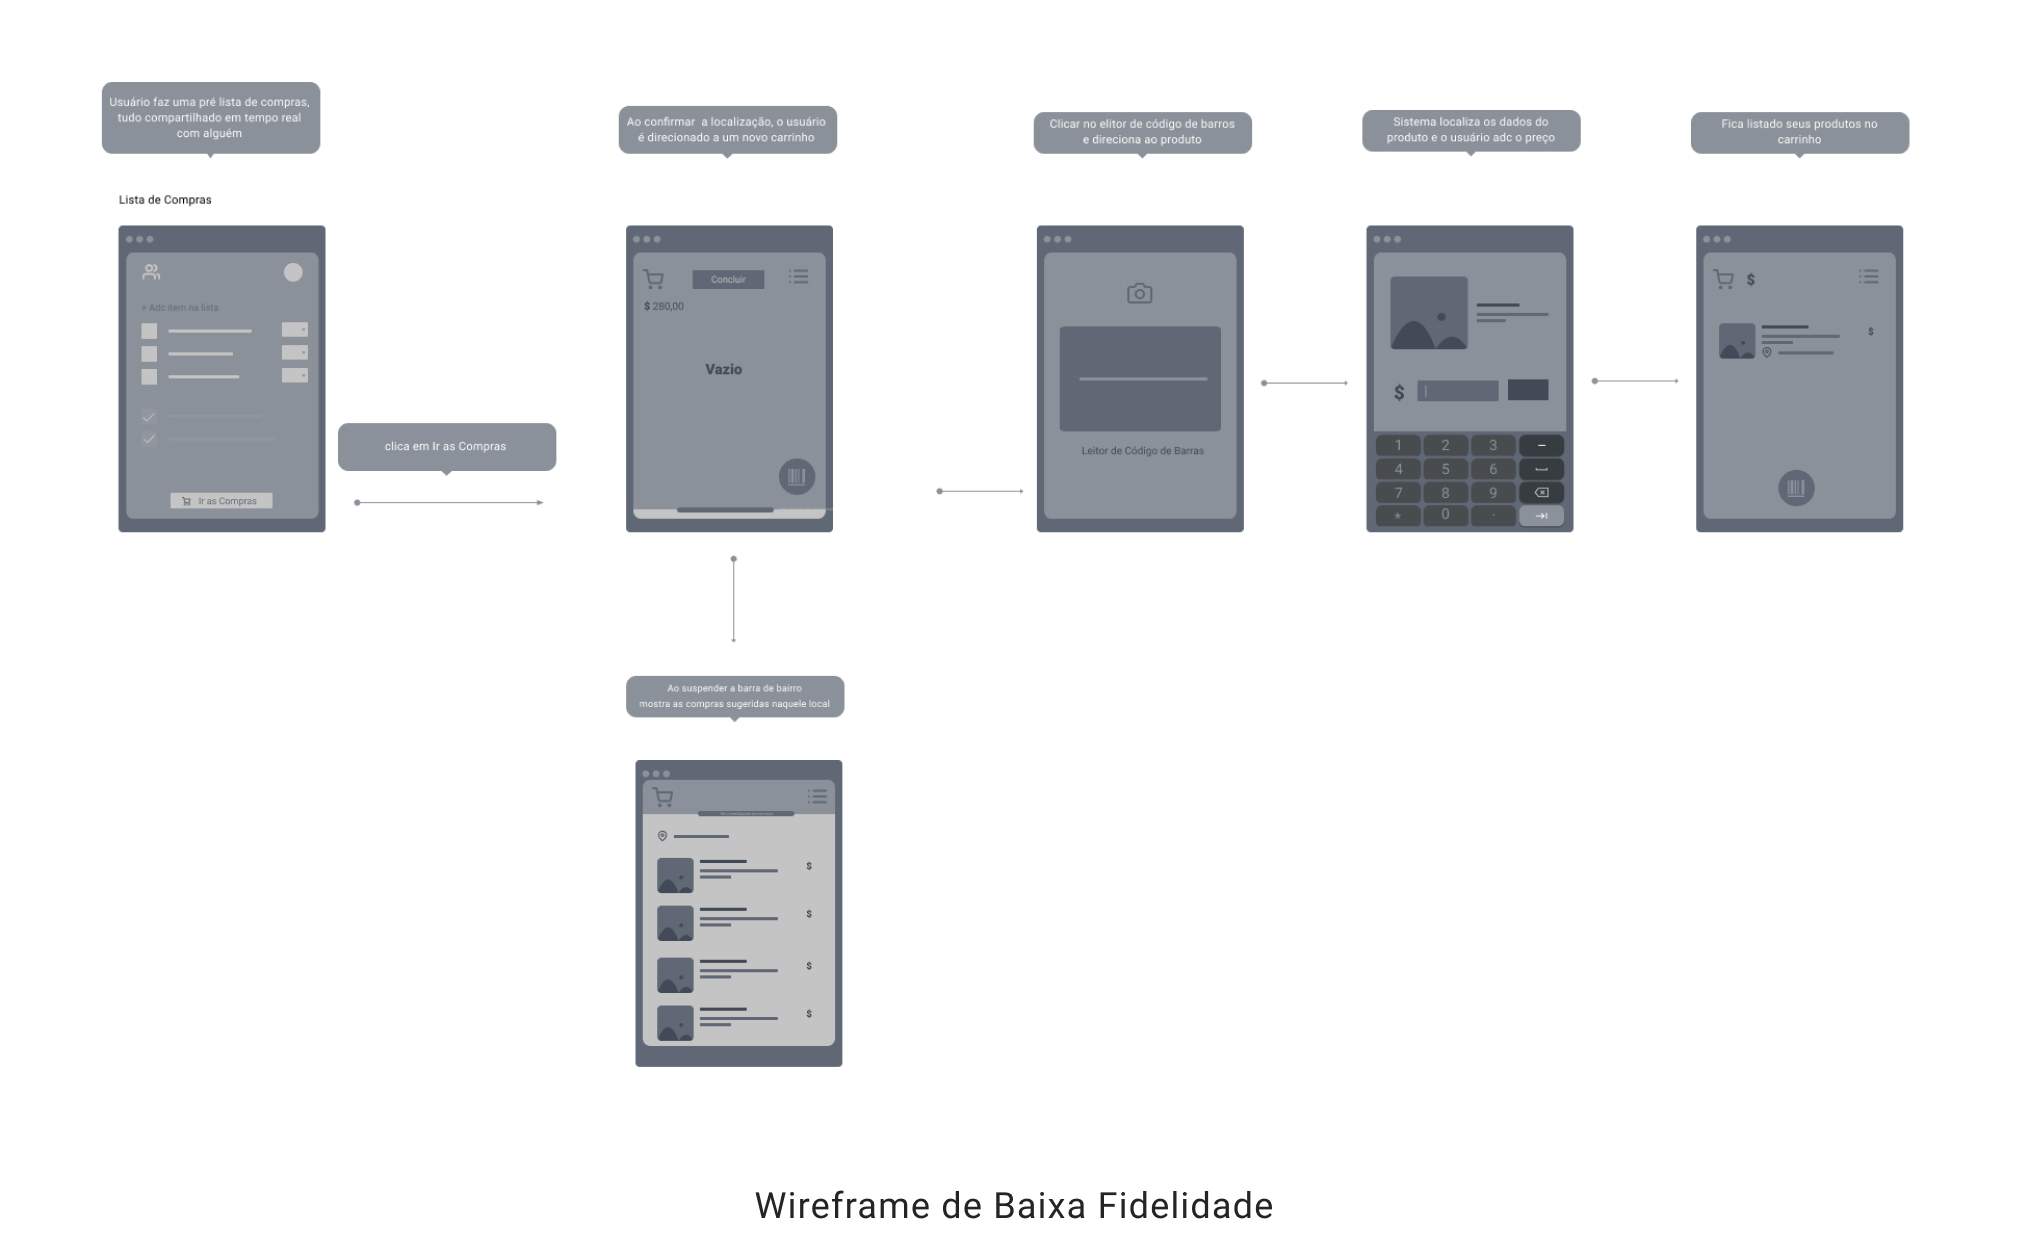 Usuário faz uma pré lista de compras,
tudo compartilhado em tempo real
com alguém
Ao confirmar  a localização, o usuário
é direcionado a um novo carrinho
Clicar no elitor de código de barros
e direciona ao produto
Sistema localiza os dados do
produto e o usuário adc o preço
Fica listado seus produtos no
carrinho
Lista de Compras
+ Adc item na lista
Ir as Compras
clica em Ir as Compras
Concluir
$ 280,00
Vazio
Leitor de Código de Barras
$
1 2 3 –
4 5 6
7 8 9
* 0 .
$
$
Ao suspender a barra de bairro
mostra as compras sugeridas naquele local
$
$
$
$
Wireframe de Baixa Fidelidade